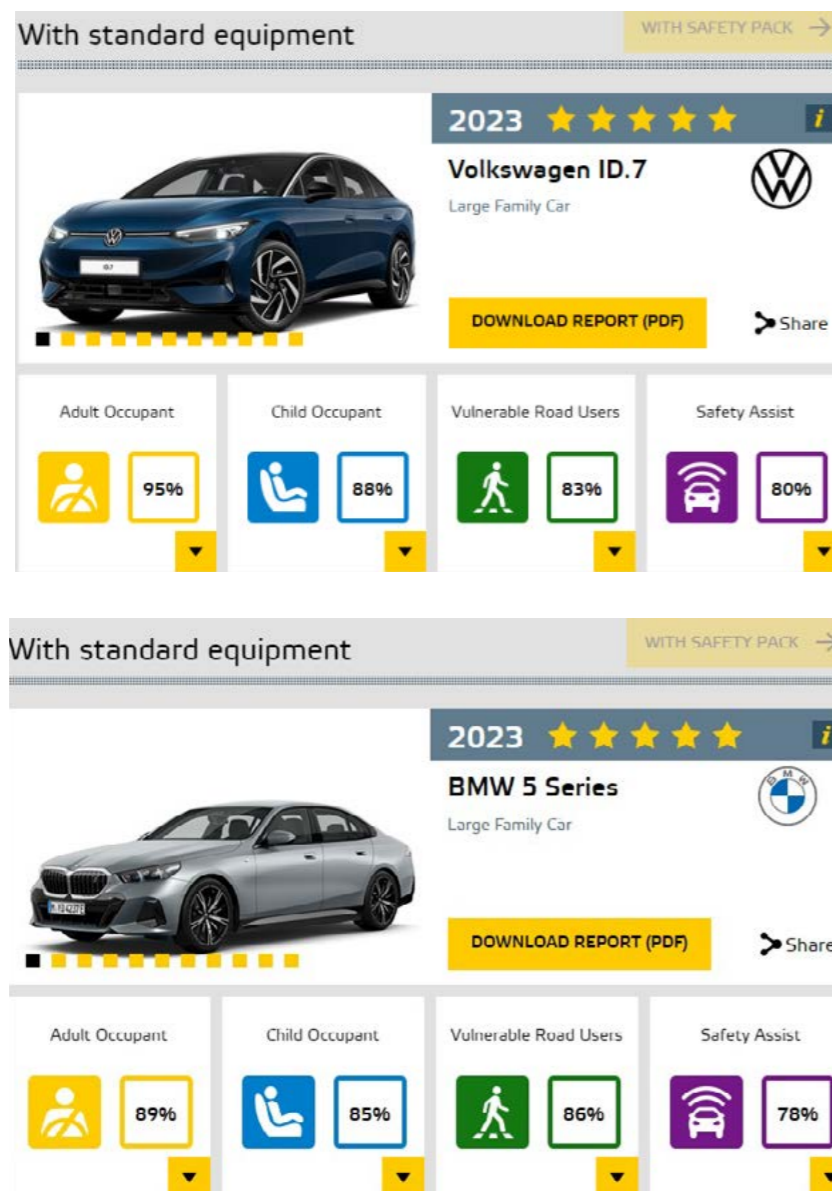 With standard equipment
WITH SAFETY PACK
2023
i
Volkswagen ID.7
Large Family Car
DOWNLOAD REPORT (PDF)
Share
Adult Occupant
Child Occupant
Vulnerable Road Users
Safety Assist
95%
88%
83%
80%
With standard equipment
WITH SAFETY PACK
2023
i
BMW 5 Series
BMW
Large Family Car
DOWNLOAD REPORT (PDF)
Share
Adult Occupant
Child Occupant
Vulnerable Road Users
Safety Assist
89%
85%
86%
78%